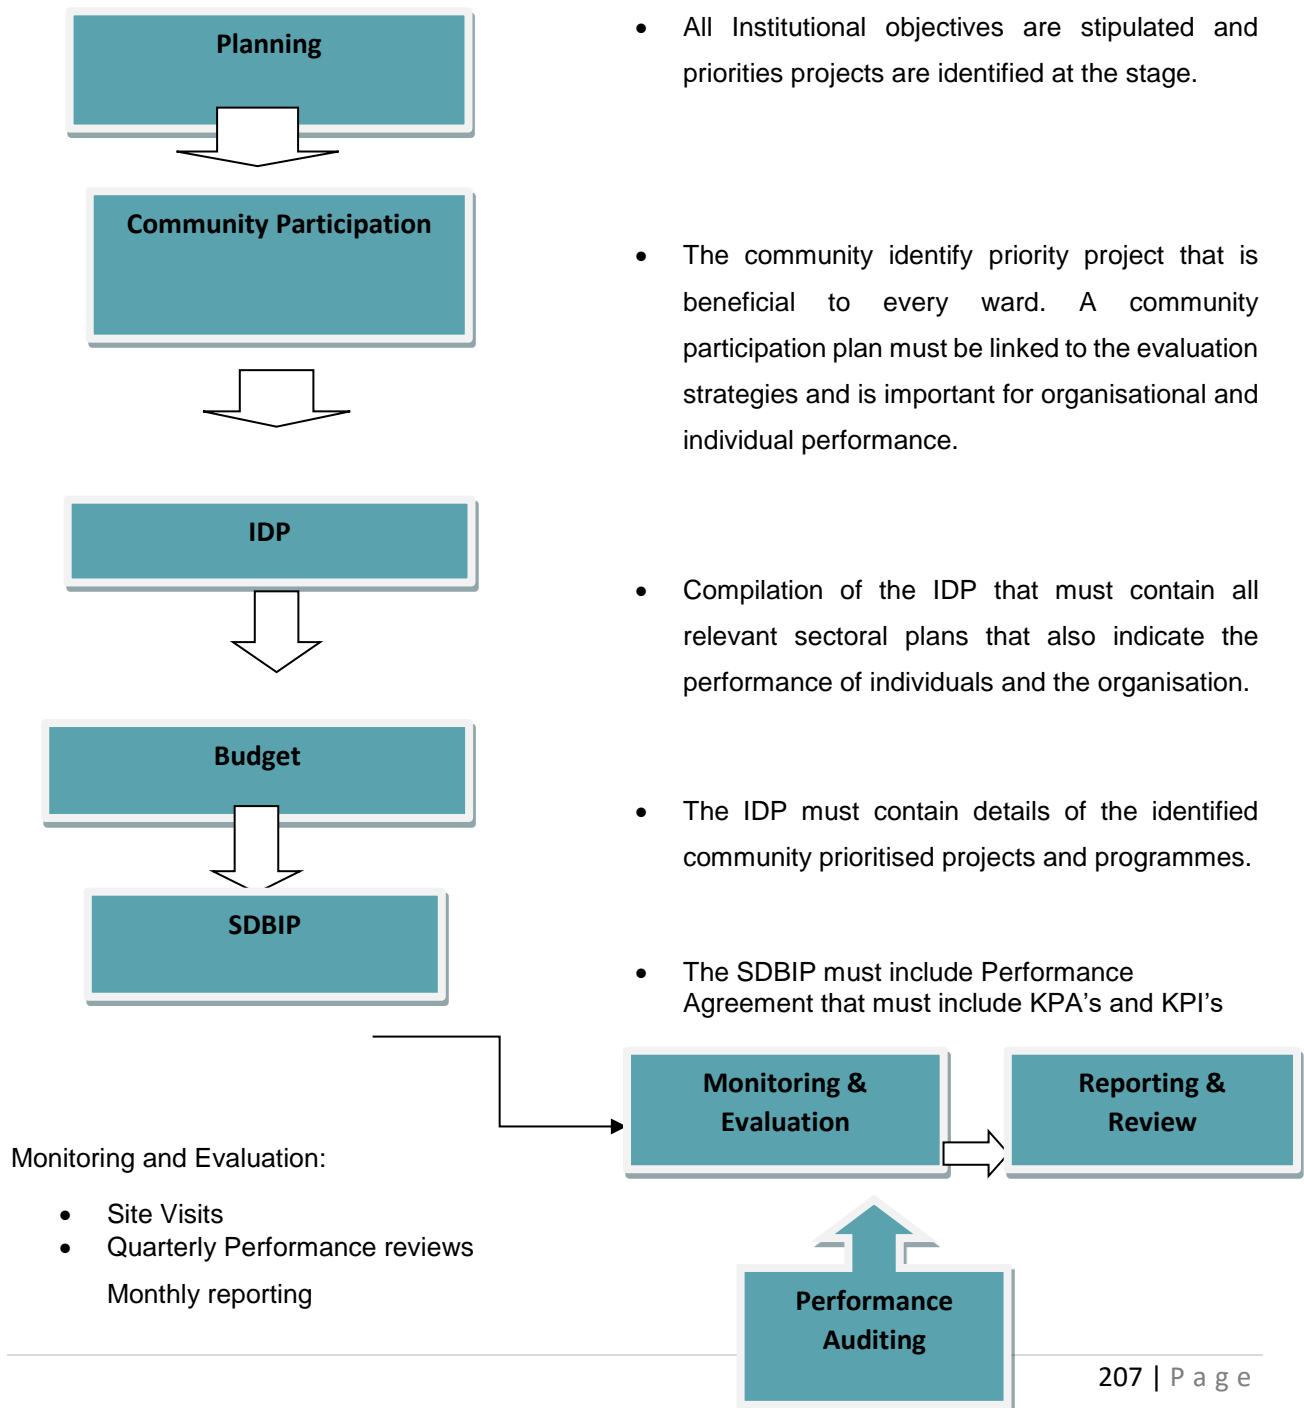 Planning
• All Institutional objectives are stipulated and
priorities projects are identified at the stage.
Community Participation
• The community identify priority project that is
beneficial to every ward. A community
participation plan must be linked to the evaluation
strategies and is important for organisational and
individual performance.
IDP
• Compilation of the IDP that must contain all
relevant sectoral plans that also indicate the
performance of individuals and the organisation.
Budget
• The IDP must contain details of the identified
community prioritised projects and programmes.
SDBIP
• The SDBIP must include Performance
Agreement that must include KPA’s and KPI’s
Monitoring &
Evaluation
Reporting &
Review
Monitoring and Evaluation:
• Site Visits
• Quarterly Performance reviews
Monthly reporting
Performance
Auditing
207 | P a g e